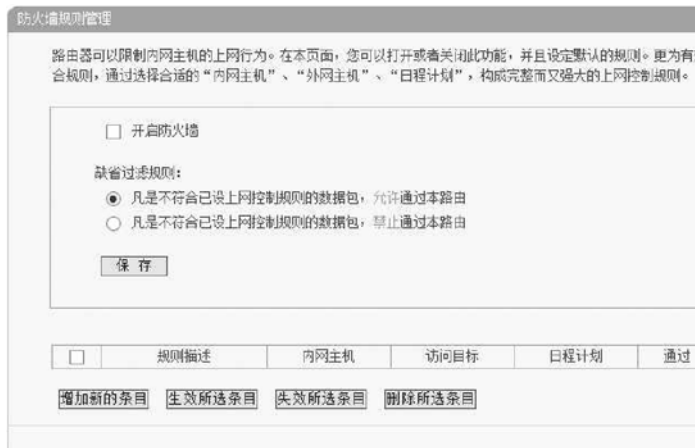 防火墙规则管理
路由器可以限制内网主机的上网行为。在本页面，您可以打开或者关闭此功能，并且设定默认的规则。更为有
合规则，通过选择合适的“内网主机”、“外网主机”、“日程计划”，构成完整而又强大的上网控制规则。
开启防火墙
缺省过滤规则：
凡是不符合已设上网控制规则的数据包，允许通过本路由
凡是不符合已设上网控制规则的数据包，禁止通过本路由
保 存
规则描述 内网主机 访问目标 日程计划 通过
增加新的条目 生效所选条目 失效所选条目 删除所选条目